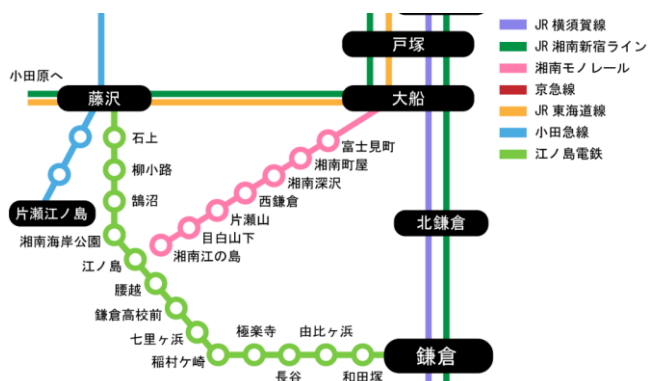 戸塚
JR 横須賀線
JR 湘南新宿ライン
湘南モノレール
京急線
JR 東海道線
小田急線
江ノ島電鉄
小田原へ
藤沢
大船
石上
柳小路
鵠沼
湘南海岸公園
江ノ島
腰越
鎌倉高校前
七里ヶ浜
稲村ケ崎
極楽寺
長谷
由比ヶ浜
和田塚
鎌倉
片瀬江ノ島
富士見町
湘南町屋
湘南深沢
西鎌倉
片瀬山
目白山下
湘南江の島
北鎌倉